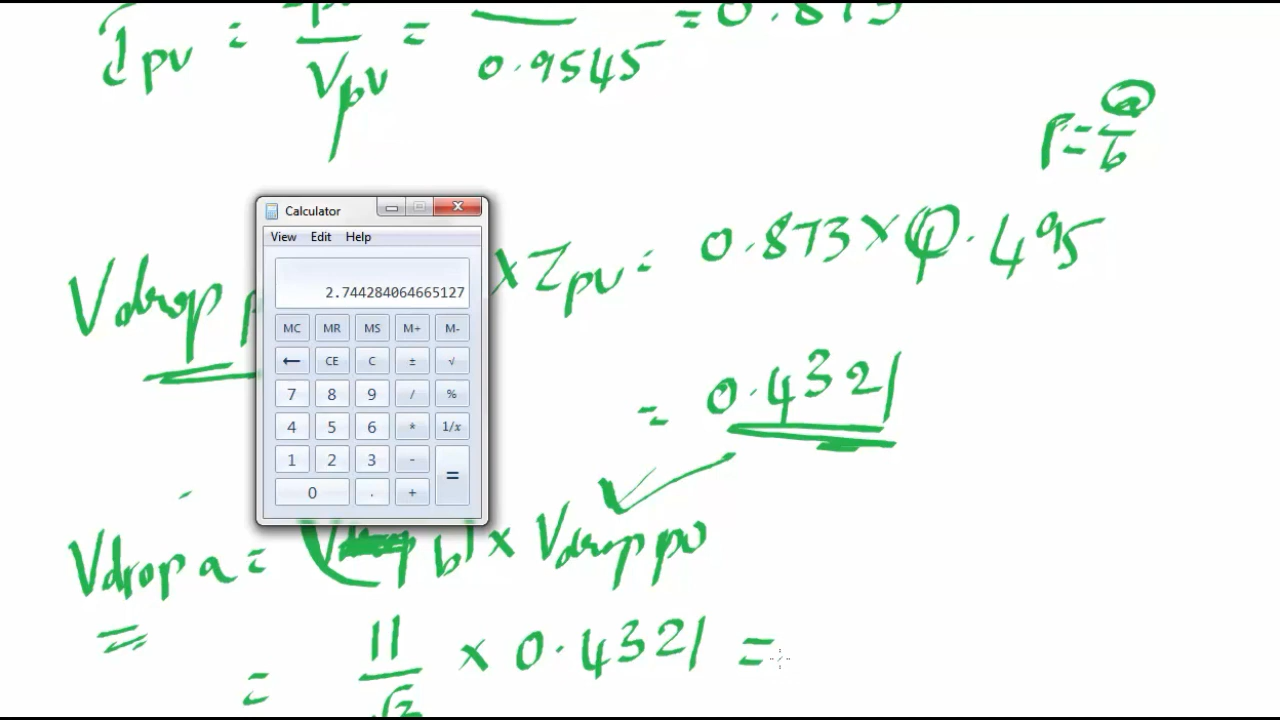 Ipv = / Vpv = / 0.9545 = 0.873
p = a/b
Vdrop p × Zpv = 0.873 × 0.495
= 0.4321
Vdrop a = (V b) × Vdrop pu
= 11/√3 × 0.4321 =
Calculator
View Edit Help
2.744284064665127
MC MR MS M+ M-
← CE C ± √
7 8 9 / %
4 5 6 * 1/x
1 2 3 - =
0 . +